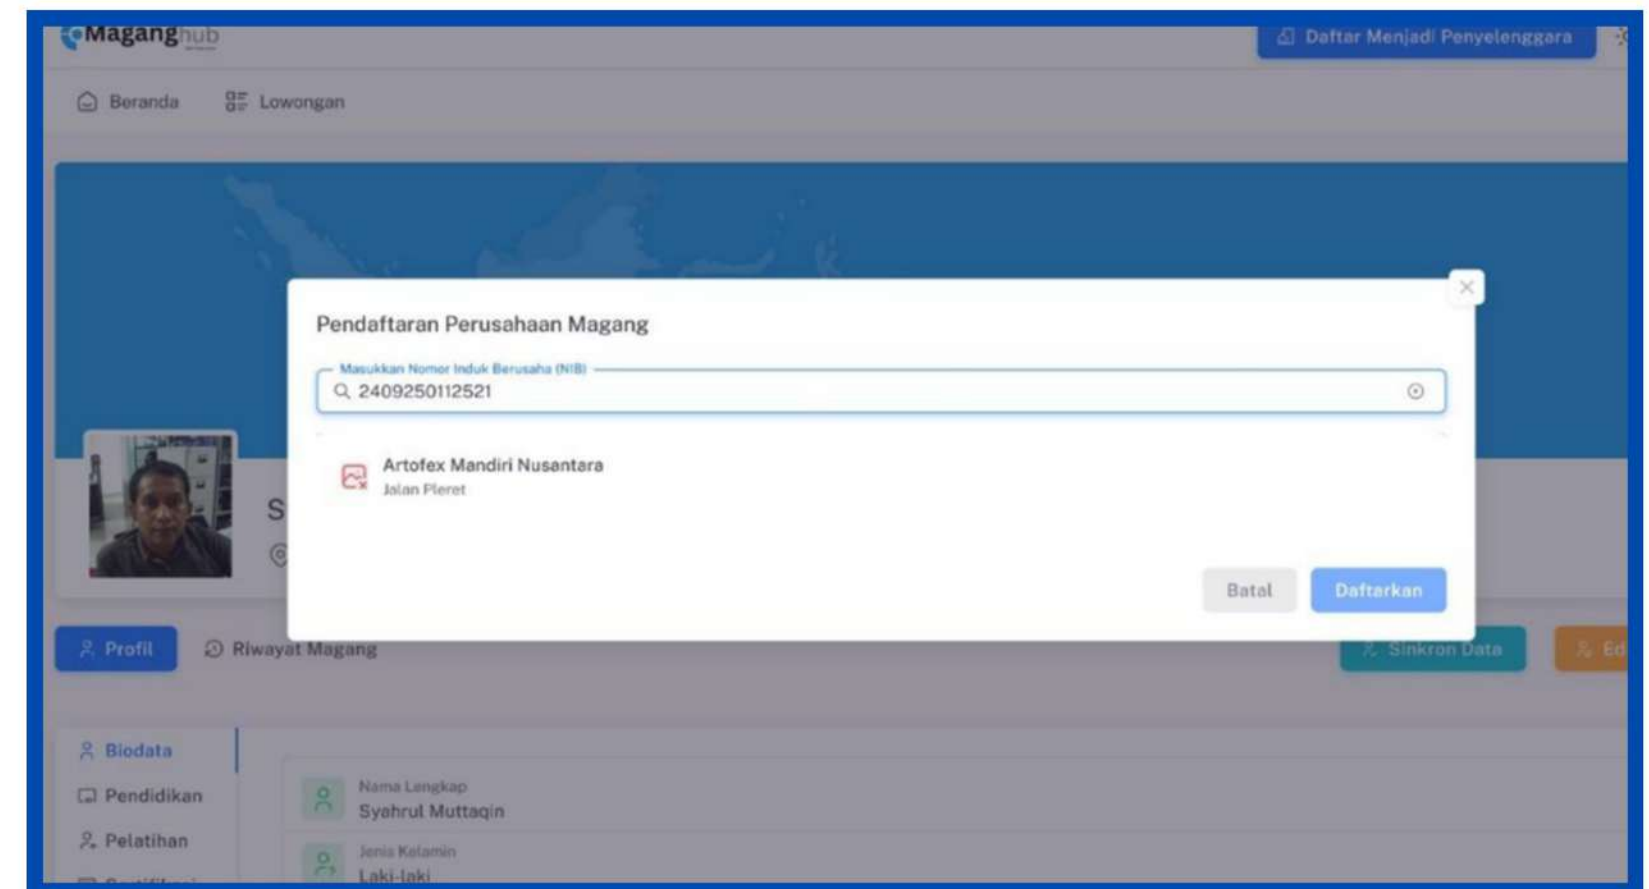 Maganghub
Daftar Menjadi Penyelenggara
Beranda
Lowongan
Pendaftaran Perusahaan Magang
Masukkan Nomor Induk Berusaha (NIB)
2409250112521
Artofex Mandiri Nusantara
Jalan Pleret
S
Batal
Daftarkan
Profil
Riwayat Magang
Sinkron Data
Ed
Biodata
Pendidikan
Pelatihan
Nama Lengkap
Syahrul Muttaqin
Jenis Kelamin
Laki-laki